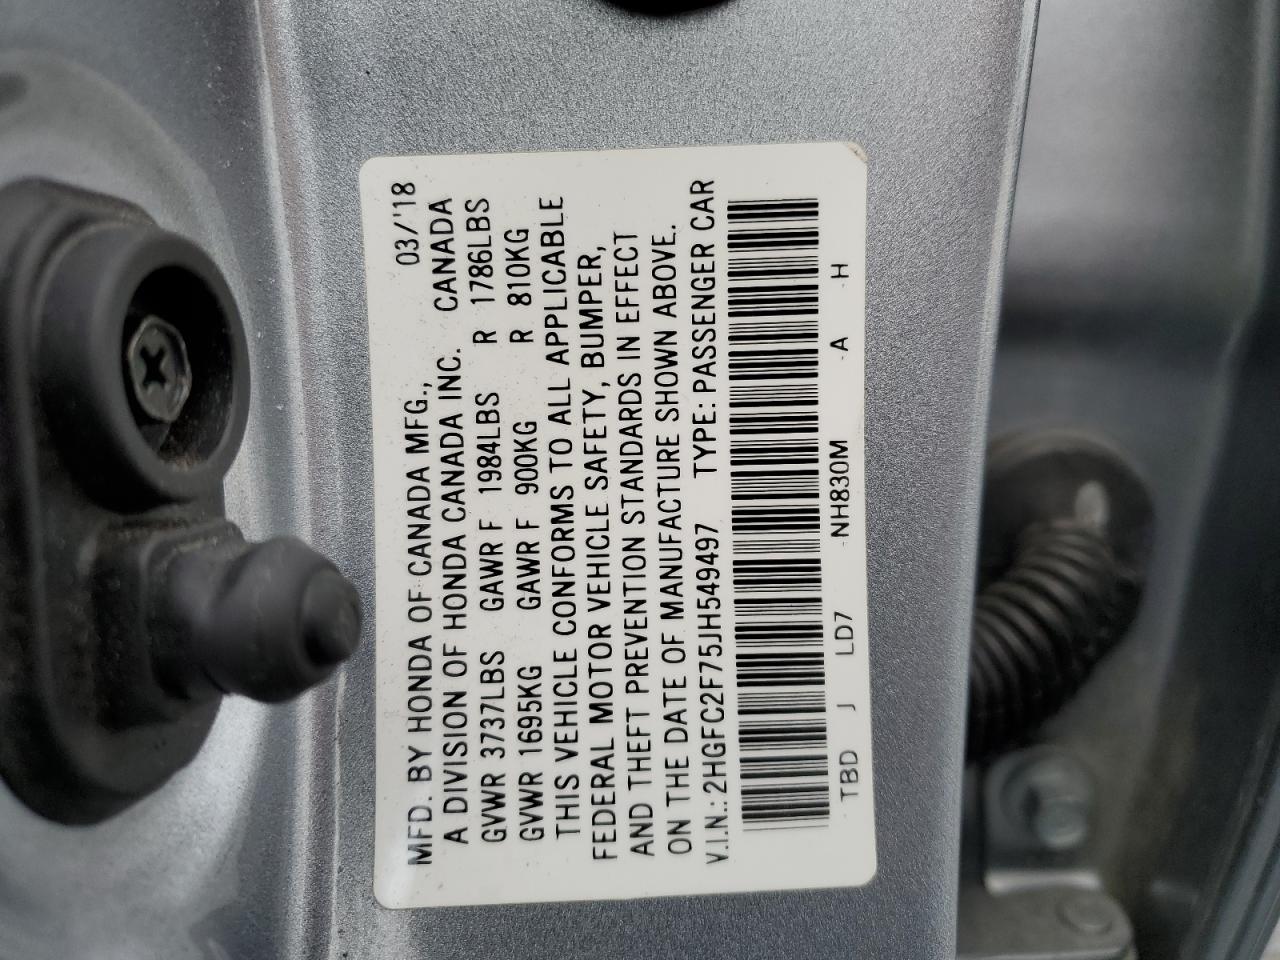 MFD. BY HONDA OF CANADA MFG., 03/'18
A DIVISION OF HONDA CANADA INC. CANADA
GVWR 3737LBS GAWR F 1984LBS R 1786LBS
GVWR 1695KG GAWR F 900KG R 810KG
THIS VEHICLE CONFORMS TO ALL APPLICABLE
FEDERAL MOTOR VEHICLE SAFETY, BUMPER,
AND THEFT PREVENTION STANDARDS IN EFFECT
ON THE DATE OF MANUFACTURE SHOWN ABOVE.
V.I.N.: 2HGFC2F75JH549497 TYPE: PASSENGER CAR
TBD J LD7 NH830M A H